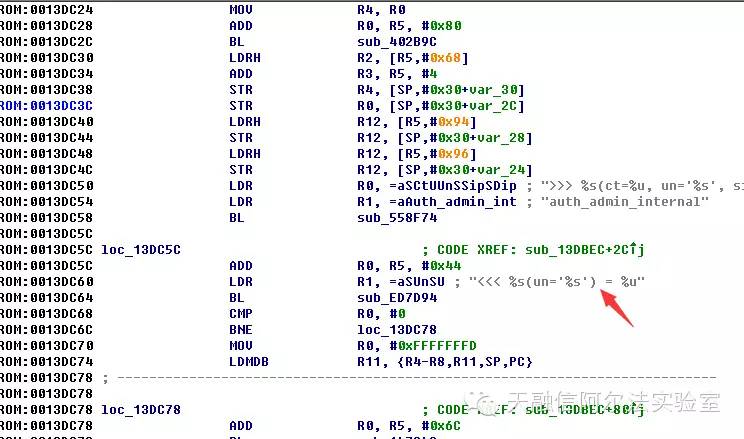 ROM:0013DC24 MOV R4, R0
ROM:0013DC28 ADD R0, R5, #0x80
ROM:0013DC2C BL sub_402B9C
ROM:0013DC30 LDRH R2, [R5,#0x68]
ROM:0013DC34 ADD R3, R5, #4
ROM:0013DC38 STR R4, [SP,#0x30+var_30]
ROM:0013DC3C STR R0, [SP,#0x30+var_2C]
ROM:0013DC40 LDRH R12, [R5,#0x94]
ROM:0013DC44 STR R12, [SP,#0x30+var_28]
ROM:0013DC48 LDRH R12, [R5,#0x96]
ROM:0013DC4C STR R12, [SP,#0x30+var_24]
ROM:0013DC50 LDR R0, =aSCtUUnSSipSDip ; ">>> %s(ct=%u, un='%s', si
ROM:0013DC54 LDR R1, =aAuth_admin_int ; "auth_admin_internal"
ROM:0013DC58 BL sub_558F74
ROM:0013DC5C
ROM:0013DC5C loc_13DC5C ; CODE XREF: sub_13DBEC+2C↑j
ROM:0013DC5C ADD R0, R5, #0x44
ROM:0013DC60 LDR R1, =aSUnSU ; "<<< %s(un='%s') = %u"
ROM:0013DC64 BL sub_ED7D94
ROM:0013DC68 CMP R0, #0
ROM:0013DC6C BNE loc_13DC78
ROM:0013DC70 MOV R0, #0xFFFFFFFD
ROM:0013DC74 LDMDB R11, {R4-R8,R11,SP,PC}
ROM:0013DC78 ; ---------------------------------------------------------------------------
ROM:0013DC78
ROM:0013DC78 loc_13DC78 ; CODE XREF: sub_13DBEC+80↑j
ROM:0013DC78 ADD R0, R5, #0x6C
天融信阿尔法实验室